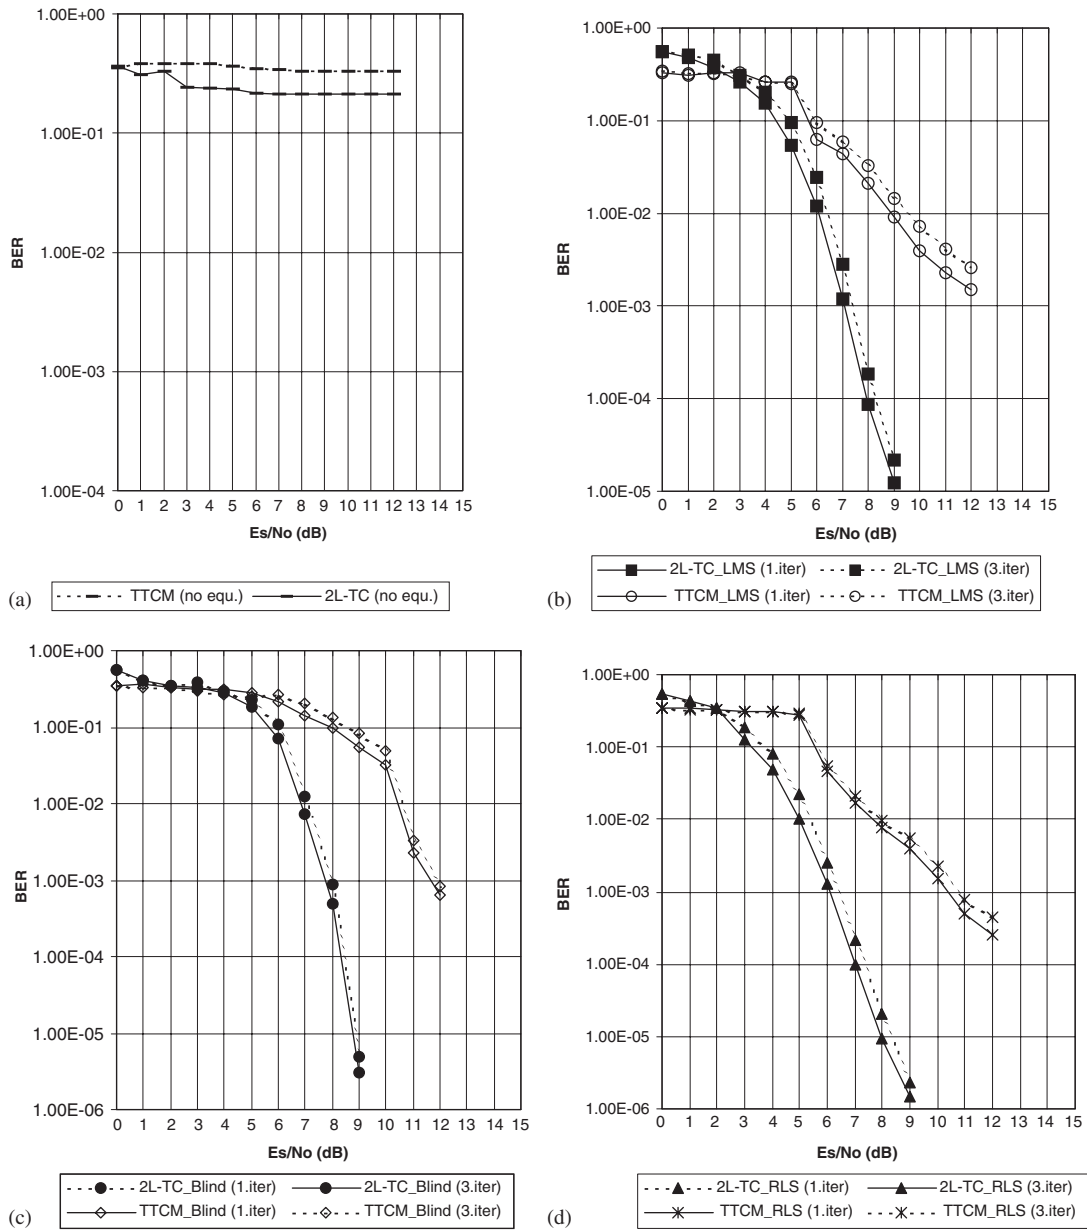 1.00E+00
1.00E-01
1.00E-02
1.00E-03
1.00E-04
BER
0 1 2 3 4 5 6 7 8 9 10 11 12 13 14 15
Es/No (dB)
(a)
TTCM (no equ.) 2L-TC (no equ.)
1.00E+00
1.00E-01
1.00E-02
1.00E-03
1.00E-04
1.00E-05
BER
0 1 2 3 4 5 6 7 8 9 10 11 12 13 14 15
Es/No (dB)
(b)
2L-TC_LMS (1.iter) 2L-TC_LMS (3.iter)
TTCM_LMS (1.iter) TTCM_LMS (3.iter)
1.00E+00
1.00E-01
1.00E-02
1.00E-03
1.00E-04
1.00E-05
1.00E-06
BER
0 1 2 3 4 5 6 7 8 9 10 11 12 13 14 15
Es/No (dB)
(c)
2L-TC_Blind (1.iter) 2L-TC_Blind (3.iter)
TTCM_Blind (1.iter) TTCM_Blind (3.iter)
1.00E+00
1.00E-01
1.00E-02
1.00E-03
1.00E-04
1.00E-05
1.00E-06
BER
0 1 2 3 4 5 6 7 8 9 10 11 12 13 14 15
Es/No (dB)
(d)
2L-TC_RLS (1.iter) 2L-TC_RLS (3.iter)
TTCM_RLS (1.iter) TTCM_RLS (3.iter)